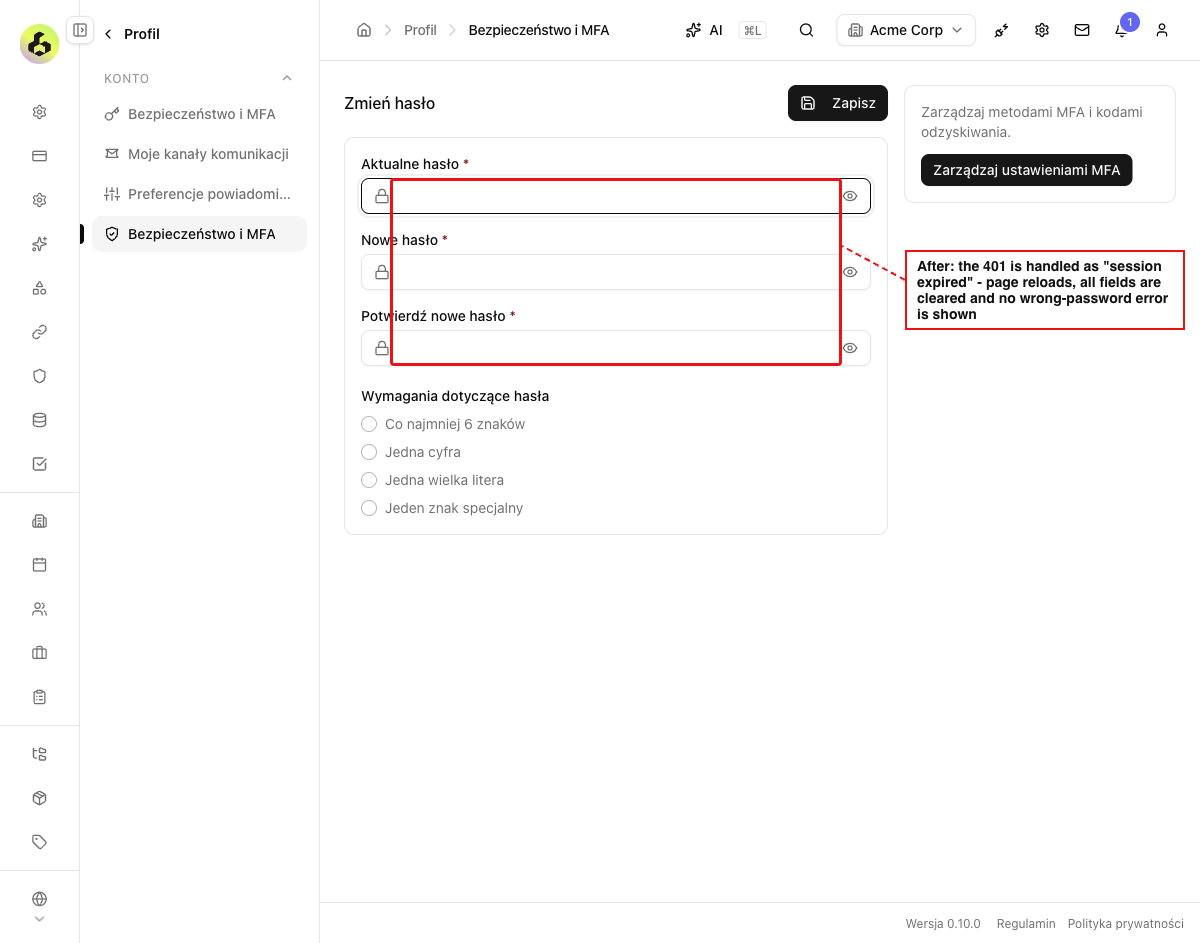 Profil
KONTO
Bezpieczeństwo i MFA
Moje kanały komunikacji
Preferencje powiadomi...
Bezpieczeństwo i MFA
Profil
Bezpieczeństwo i MFA
AI
⌘L
Acme Corp
1
Zmień hasło
Zapisz
Aktualne hasło *
Nowe hasło *
Potwierdź nowe hasło *
Wymagania dotyczące hasła
Co najmniej 6 znaków
Jedna cyfra
Jedna wielka litera
Jeden znak specjalny
Zarządzaj metodami MFA i kodami
odzyskiwania.
Zarządzaj ustawieniami MFA
After: the 401 is handled as "session
expired" - page reloads, all fields are
cleared and no wrong-password error
is shown
Wersja 0.10.0
Regulamin
Polityka prywatności